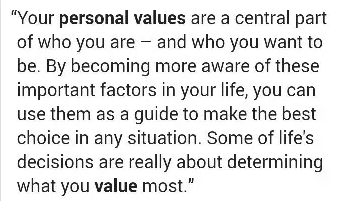 “Your personal values are a central part
of who you are – and who you want to
be. By becoming more aware of these
important factors in your life, you can
use them as a guide to make the best
choice in any situation. Some of life's
decisions are really about determining
what you value most.”